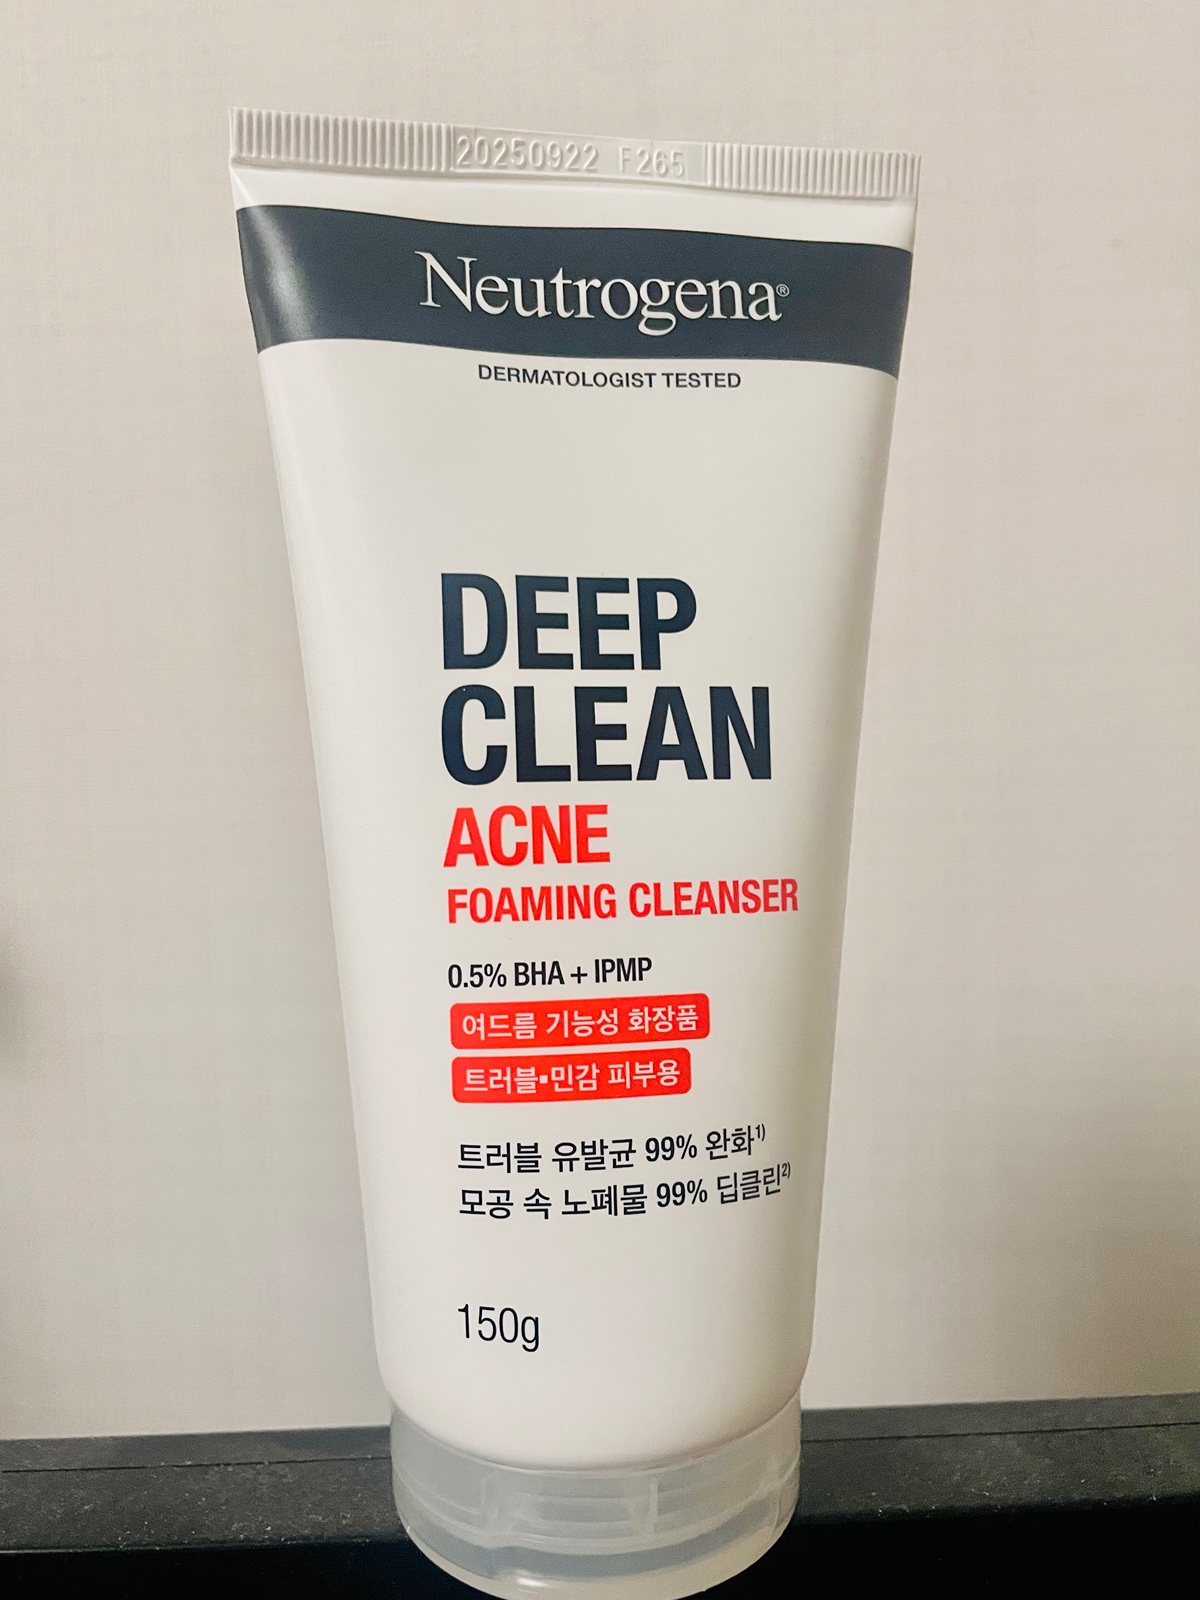 20250922 F265
Neutrogena®
DERMATOLOGIST TESTED
DEEP
CLEAN
ACNE
FOAMING CLEANSER
0.5% BHA + IPMP
여드름 기능성 화장품
트러블▪민감 피부용
트러블 유발균 99% 완화1)
모공 속 노폐물 99% 딥클린2)
150g